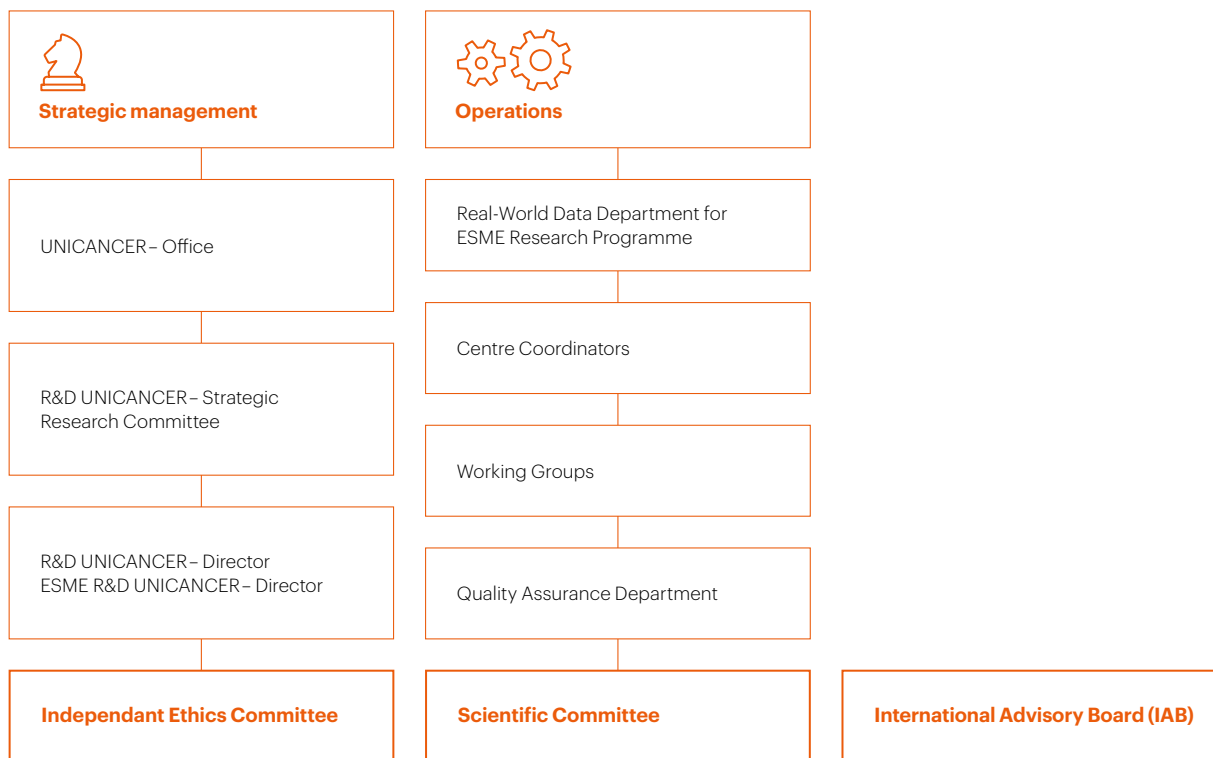 Strategic management
UNICANCER – Office
R&D UNICANCER – Strategic
Research Committee
R&D UNICANCER – Director
ESME R&D UNICANCER – Director
Independant Ethics Committee
Operations
Real-World Data Department for
ESME Research Programme
Centre Coordinators
Working Groups
Quality Assurance Department
Scientific Committee
International Advisory Board (IAB)